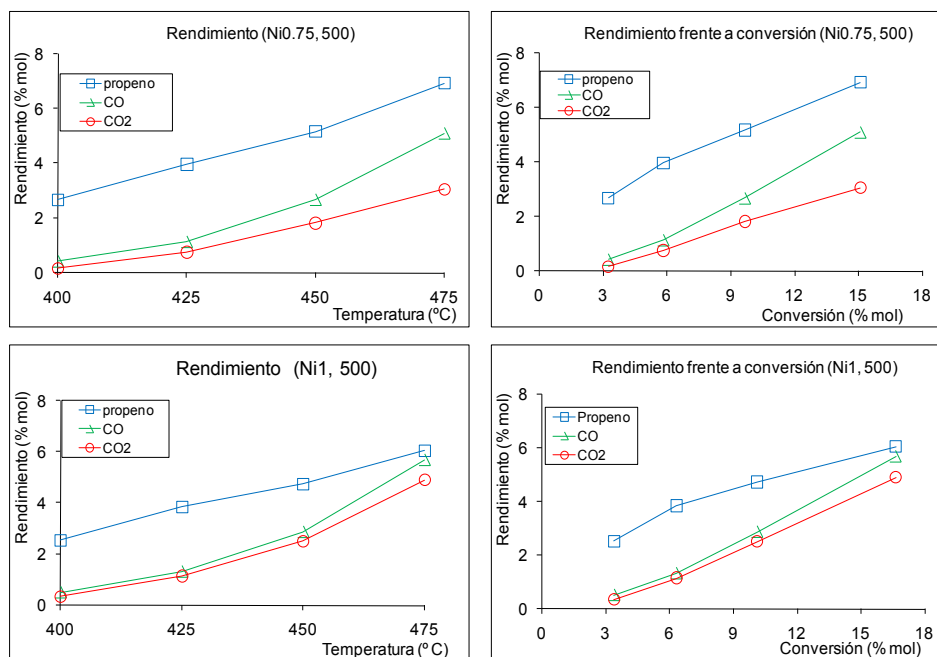 Rendimiento (Ni0.75, 500)
Rendimiento (% mol)
8
6
4
2
0
propeno
CO
CO2
400
425
450
475
Temperatura (ºC)
Rendimiento frente a conversión (Ni0.75, 500)
Rendimiento (% mol)
8
6
4
2
0
propeno
CO
CO2
0
3
6
9
12
15
18
Conversión (% mol)
Rendimiento (Ni1, 500)
Rendimiento (% mol)
8
6
4
2
0
propeno
CO
CO2
400
425
450
475
Temperatura (ºC)
Rendimiento frente a conversión (Ni1, 500)
Rendimiento (% mol)
8
6
4
2
0
Propeno
CO
CO2
0
3
6
9
12
15
18
Conversión (% mol)